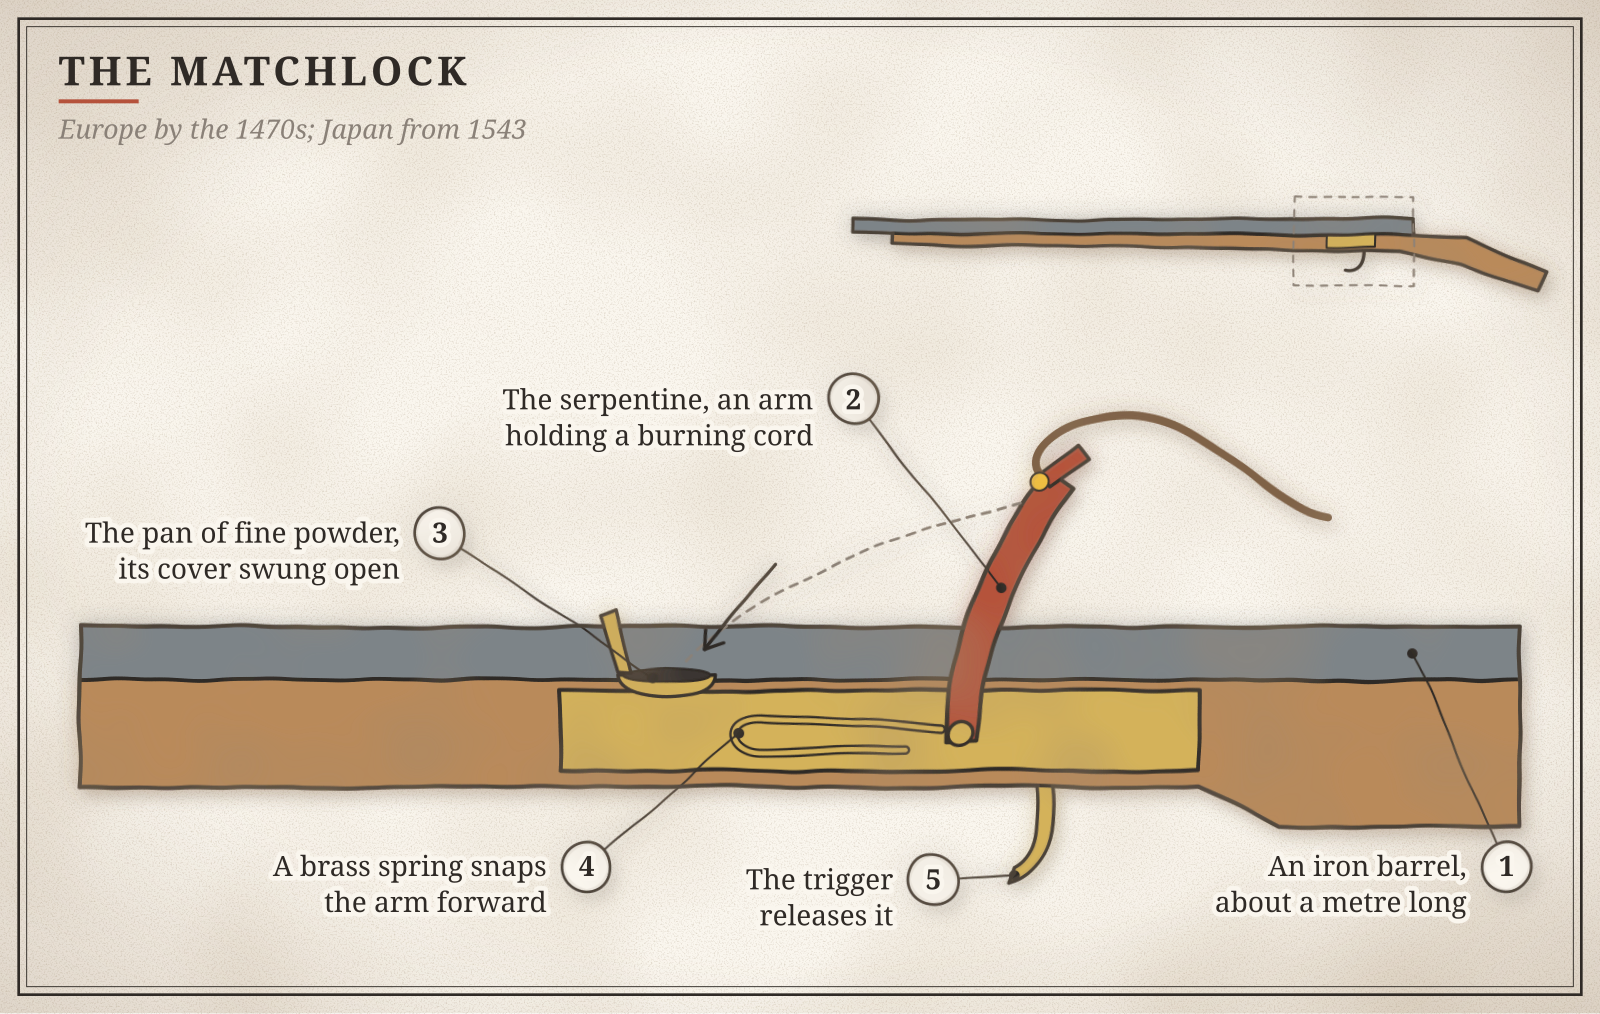 THE MATCHLOCK
Europe by the 1470s; Japan from 1543
The serpentine, an arm
holding a burning cord
2
The pan of fine powder,
its cover swung open
3
A brass spring snaps
the arm forward
4
The trigger
releases it
5
An iron barrel,
about a metre long
1